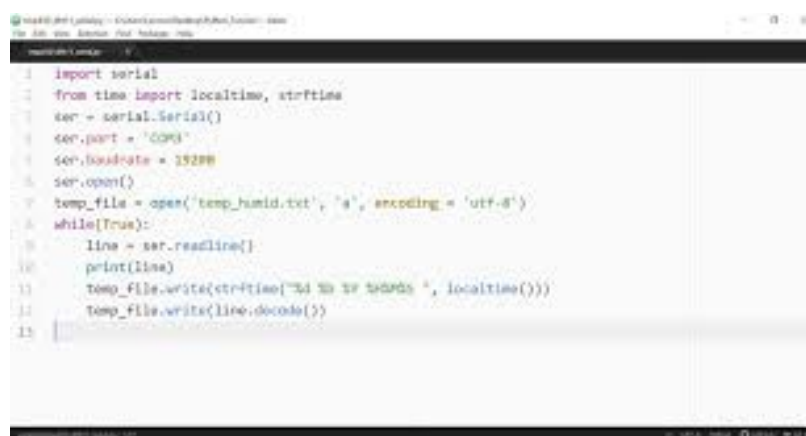 import serial
from time import localtime, strftime
ser = serial.Serial()
ser.port = 'COM3'
ser.baudrate = 19200
ser.open()
temp_file = open('temp_humid.txt', 'a', encoding = 'utf-8')
while(True):
line = ser.readline()
print(line)
temp_file.write(strftime("%d %b %Y ", localtime()))
temp_file.write(line.decode())